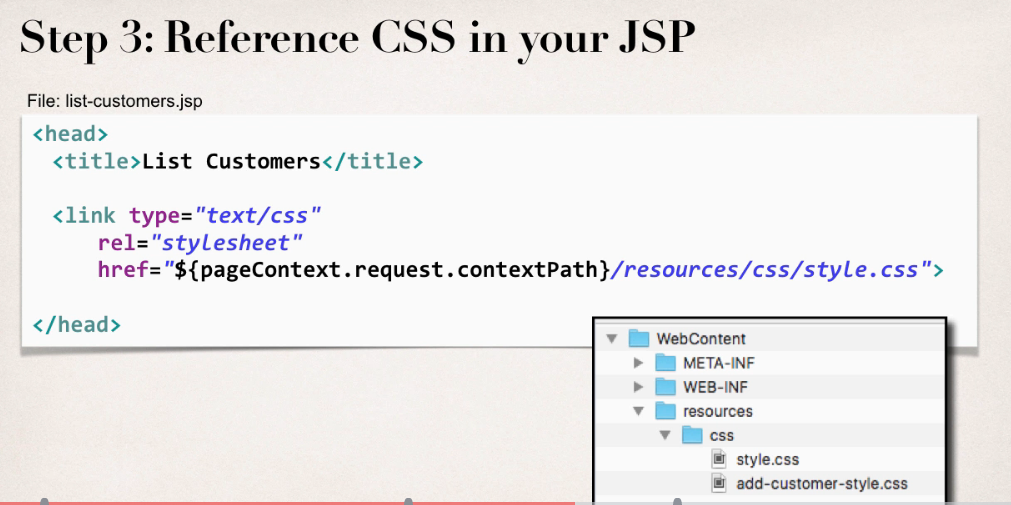 Step 3: Reference CSS in your JSP
File: list-customers.jsp
<head>
<title>List Customers</title>
<link type="text/css"
rel="stylesheet"
href="${pageContext.request.contextPath}/resources/css/style.css">
</head>
WebContent
META-INF
WEB-INF
resources
css
style.css
add-customer-style.css